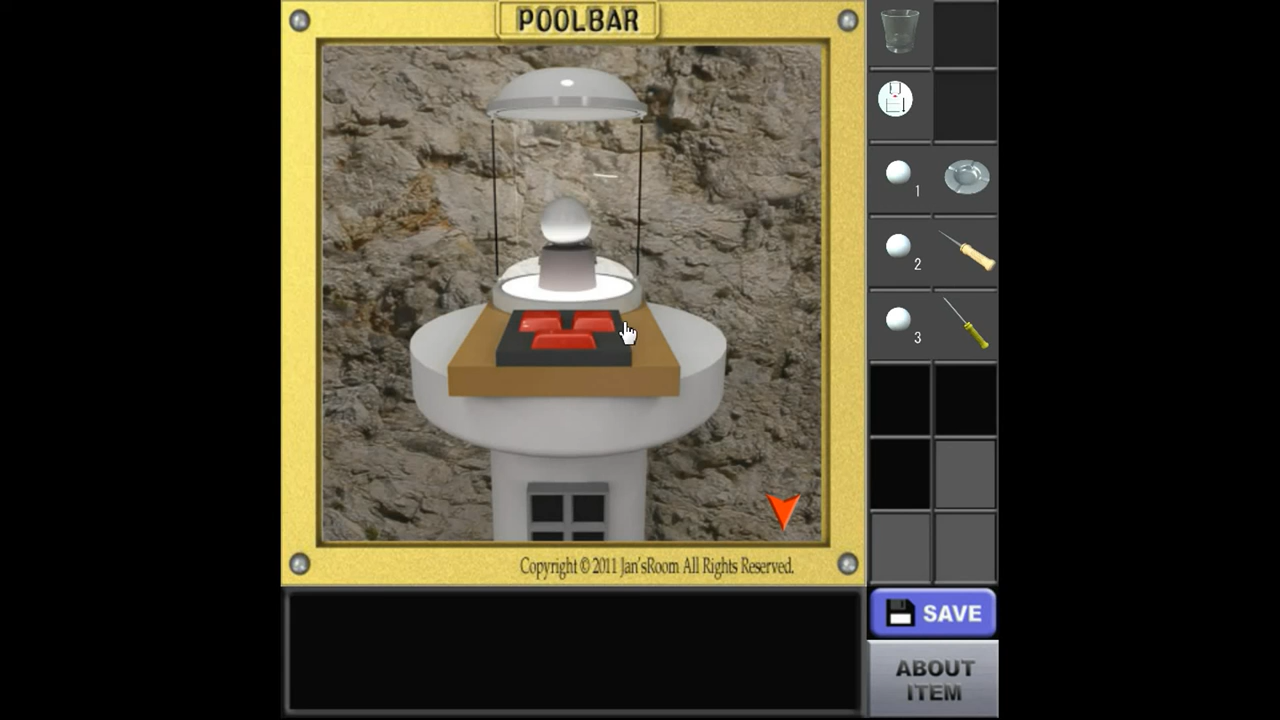 POOLBAR
1
2
3
Copyright © 2011 Jan'sRoom All Rights Reserved.
SAVE
ABOUT
ITEM